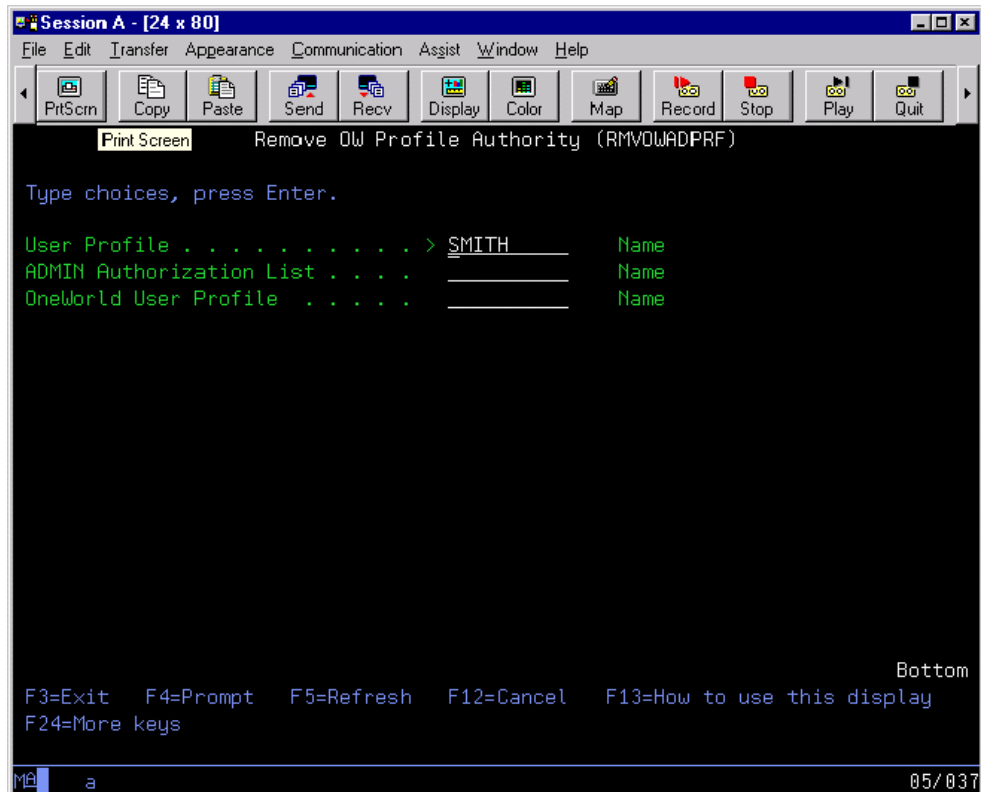 Session A - [24 x 80]
File Edit Transfer Appearance Communication Assist Window Help
PrtScrn Copy Paste Send Recv Display Color Map Record Stop Play Quit
Print Screen Remove OW Profile Authority (RMVOWADPRF)
Type choices, press Enter.
User Profile . . . . . . . . . . > SMITH Name
ADMIN Authorization List . . . . Name
OneWorld User Profile . . . . . Name
Bottom
F3=Exit F4=Prompt F5=Refresh F12=Cancel F13=How to use this display
F24=More keys
MA a 05/037